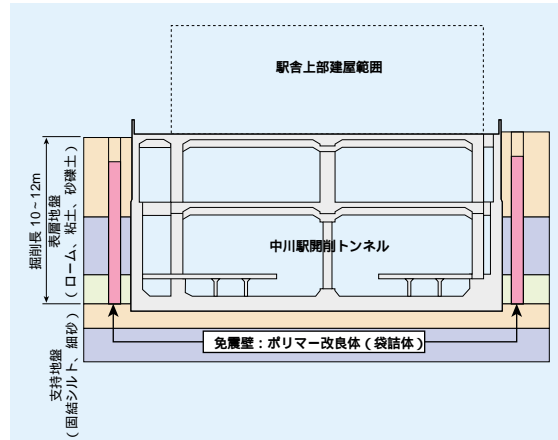 駅舎上部建屋範囲
掘削長 10~12m
表層地盤
(ローム、粘土、砂礫土)
中川駅開削トンネル
支持地盤
(固結シルト、細砂)
免震壁:ポリマー改良体(袋詰体)